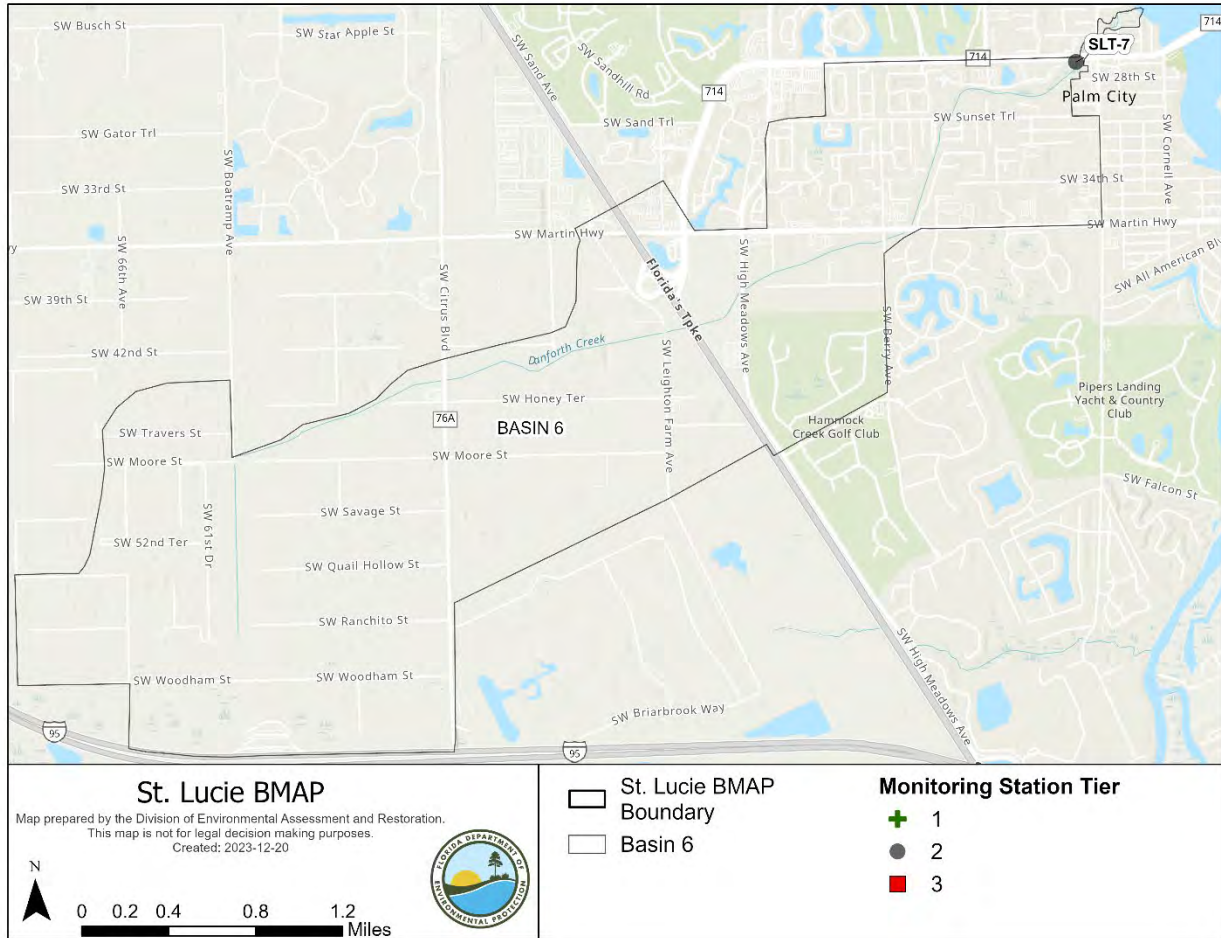 SW Busch St
SW Star Apple St
SW Sand Ave
SW Sandhill Rd
714
714
714
SLT-7
SW 28th St
Palm City
SW Gator Trl
SW Sand Trl
SW Sunset Trl
SW Cornell Ave
SW 33rd St
SW Boatramp Ave
SW 34th St
SW Martin Hwy
SW Martin Hwy
SW 66th Ave
SW Citrus Blvd
Florida's Tpke
SW High Meadows Ave
SW All American Blv
SW 39th St
SW Berry Ave
SW 42nd St
Danforth Creek
SW Leighton Farm Ave
SW Honey Ter
76A
BASIN 6
Hammock
Creek Golf Club
Pipers Landing
Yacht & Country
Club
SW Travers St
SW Moore St
SW Moore St
SW Falcon St
SW Savage St
SW 52nd Ter
SW 61st Dr
SW Quail Hollow St
SW Ranchito St
SW High Meadows Ave
SW Woodham St
SW Woodham St
SW Briarbrook Way
95
95
St. Lucie BMAP
Map prepared by the Division of Environmental Assessment and Restoration.
This map is not for legal decision making purposes.
Created: 2023-12-20
N
0 0.2 0.4 0.8 1.2
Miles
FLORIDA DEPARTMENT OF
ENVIRONMENTAL PROTECTION
St. Lucie BMAP
Boundary
Basin 6
Monitoring Station Tier
1
2
3